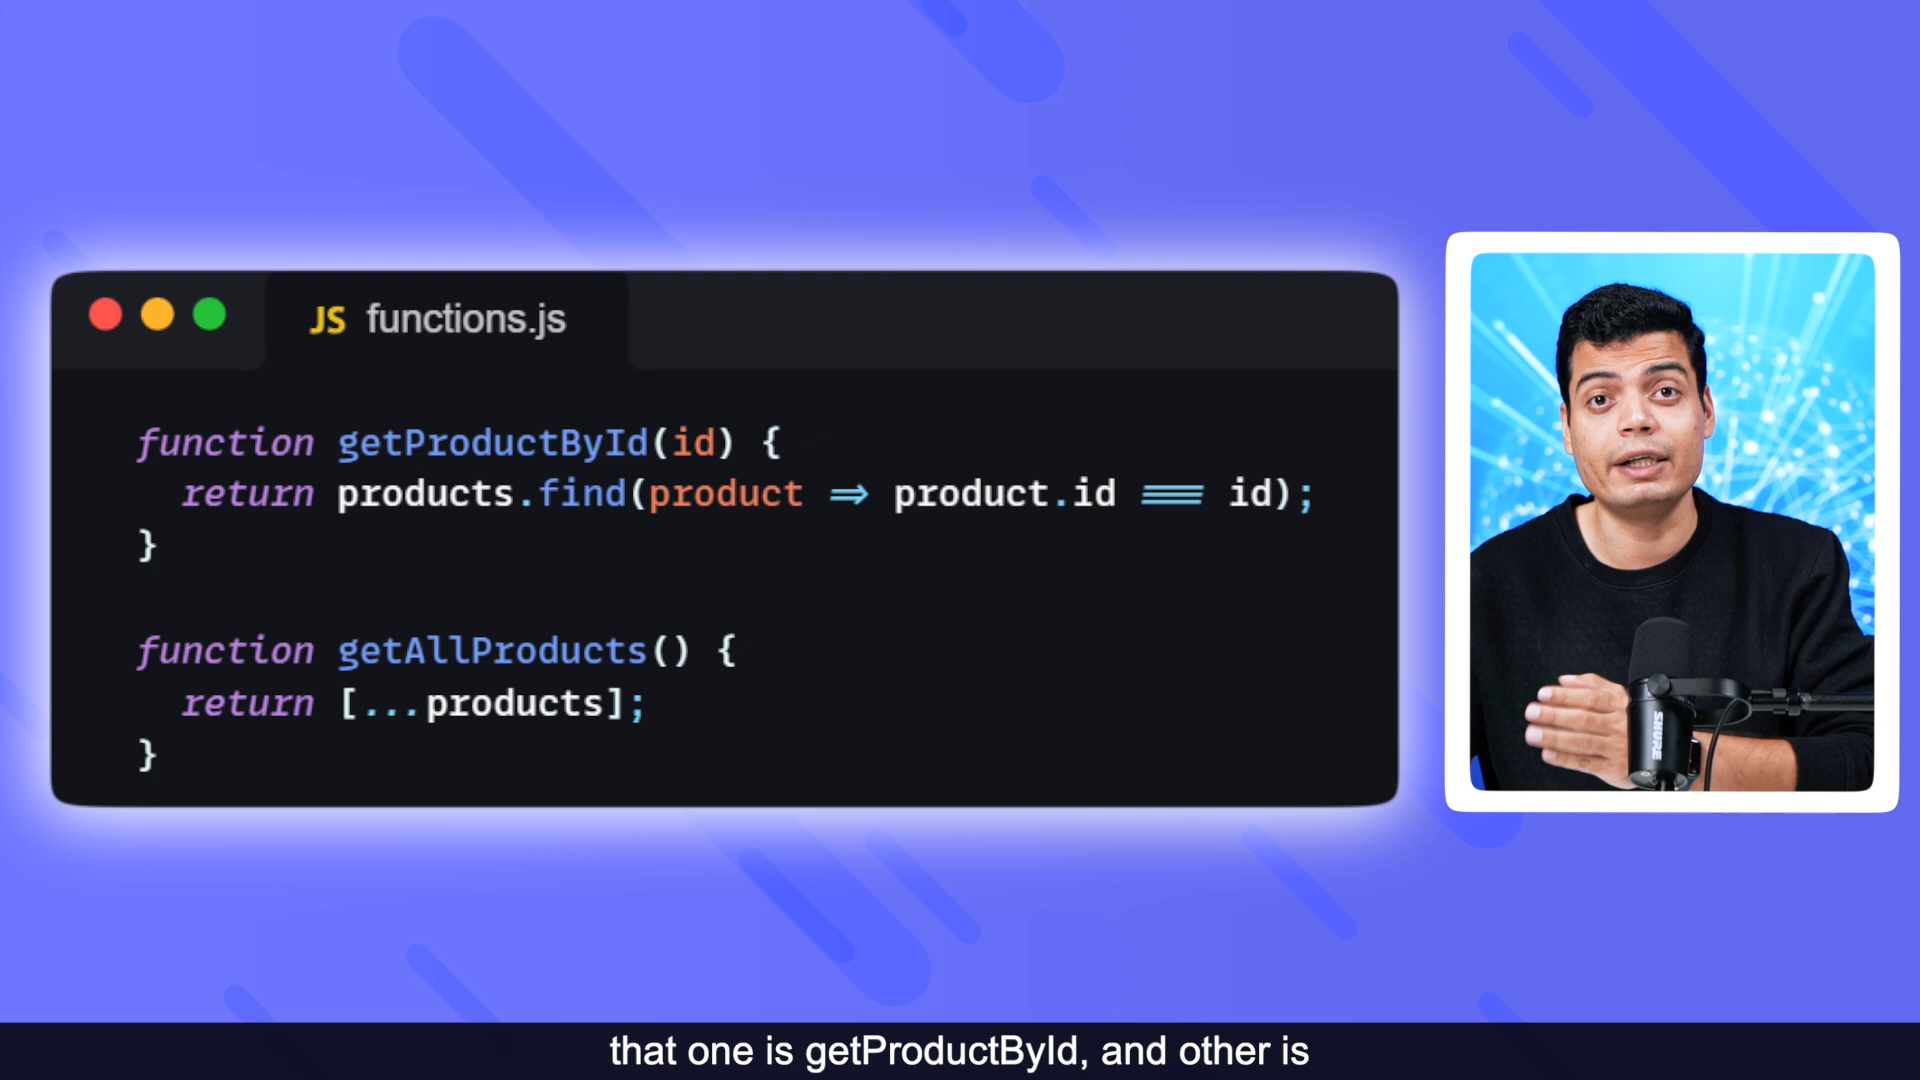 JS functions.js
function getProductById(id) {
return products.find(product => product.id === id);
}
function getAllProducts() {
return [...products];
}
SHURE
that one is getProductById, and other is